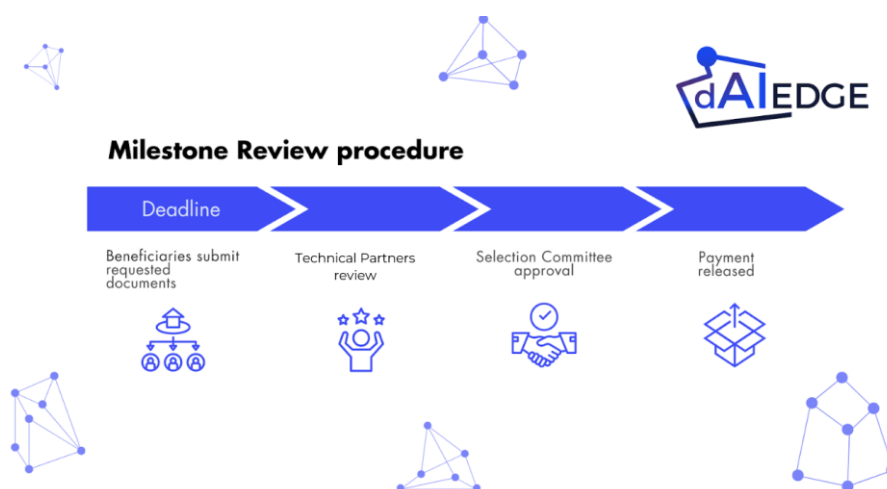 dAIEDGE
Milestone Review procedure
Deadline
Beneficiaries submit
requested
documents
Technical Partners
review
Selection Committee
approval
Payment
released